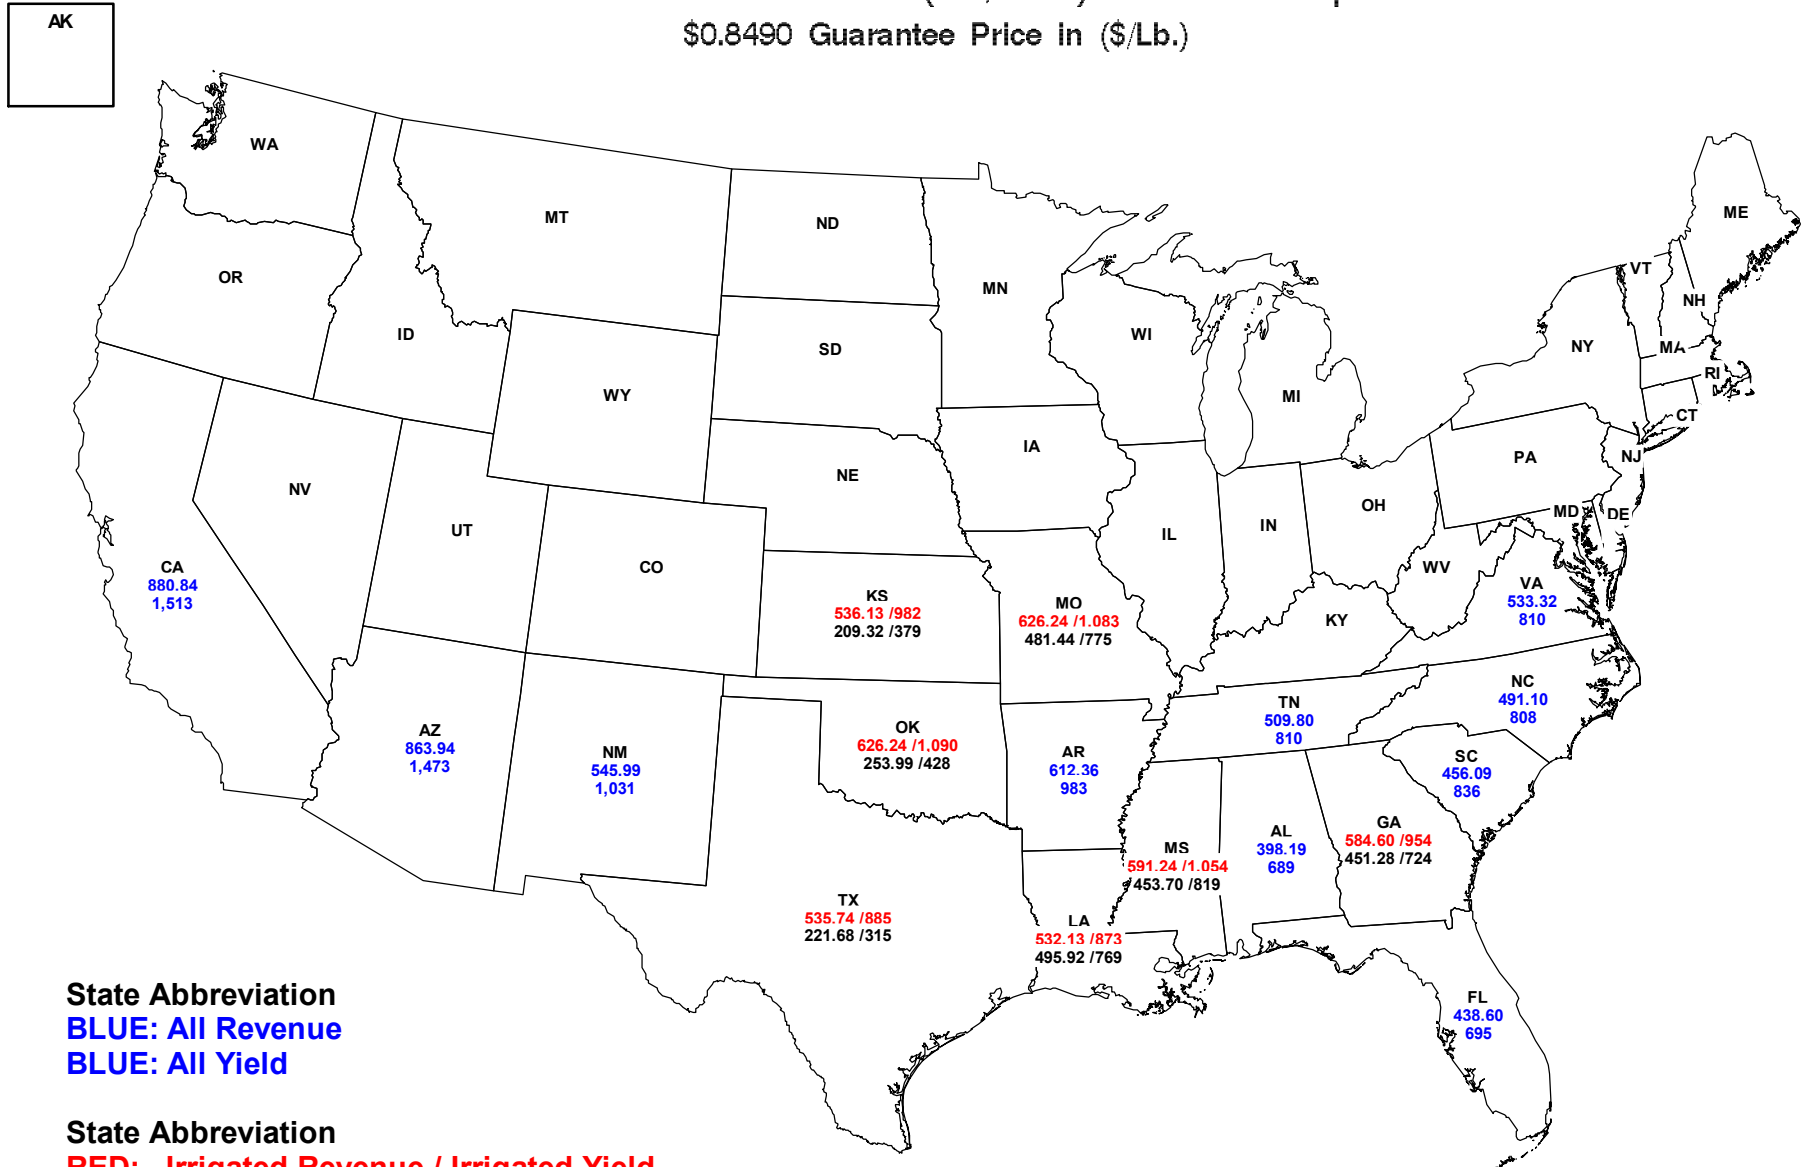 $0.8490 Guarantee Price in ($/Lb.)
AK
WA
MT
ND
MN
ME
VT
NH
OR
ID
SD
WI
NY
MA
RI
WY
MI
CT
IA
PA
NJ
NE
NV
OH
MD
DE
UT
IN
IL
CO
WV
CA
880.84
1,513
KS
536.13 /982
209.32 /379
MO
626.24 /1.083
481.44 /775
KY
VA
533.32
810
NC
491.10
808
TN
509.80
810
AZ
863.94
1,473
NM
545.99
1,031
OK
626.24 /1,090
253.99 /428
AR
612.36
983
SC
456.09
836
MS
591.24 /1.054
453.70 /819
AL
398.19
689
GA
584.60 /954
451.28 /724
TX
535.74 /885
221.68 /315
LA
532.13 /873
495.92 /769
FL
438.60
695
State Abbreviation
BLUE: All Revenue
BLUE: All Yield
State Abbreviation
RED: Irrigated Revenue / Irrigated Yield